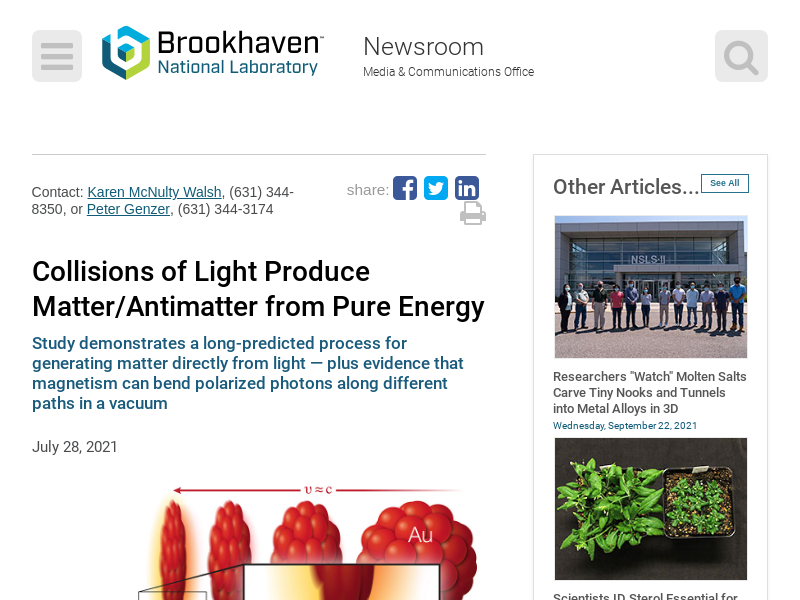 Brookhaven™
National Laboratory
Newsroom
Media & Communications Office
Contact: Karen McNulty Walsh, (631) 344-
8350, or Peter Genzer, (631) 344-3174
share:
Collisions of Light Produce
Matter/Antimatter from Pure Energy
Study demonstrates a long-predicted process for
generating matter directly from light — plus evidence that
magnetism can bend polarized photons along different
paths in a vacuum
July 28, 2021
υ≈c
Au
Other Articles...
See All
NSLS-II
Researchers "Watch" Molten Salts
Carve Tiny Nooks and Tunnels
into Metal Alloys in 3D
Wednesday, September 22, 2021
Scientists ID Sterol Essential for